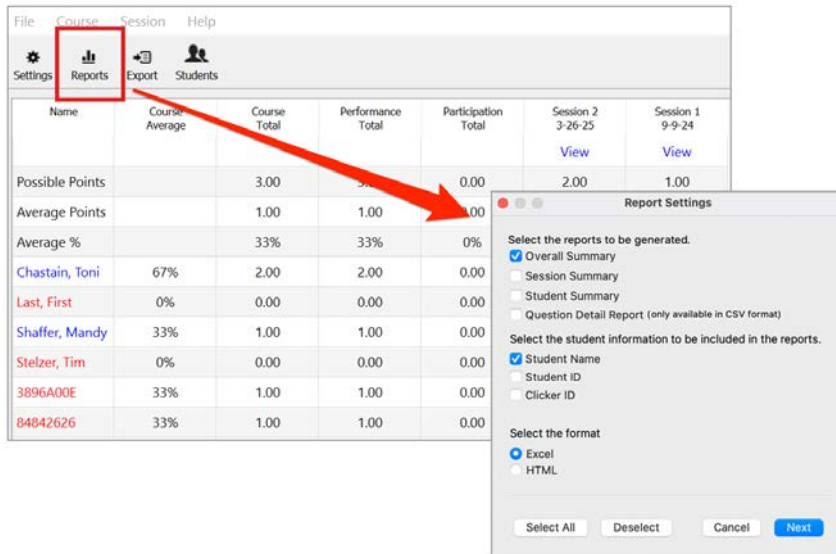 File Course Session Help
Settings Reports Export Students
Name Course Average Course Total Performance Total Participation Total Session 2 3-26-25 Session 1 9-9-24
View View
Possible Points 3.00 0.00 2.00 1.00
Average Points 1.00 1.00
Average % 33% 33% 0%
Chastain, Toni 67% 2.00 2.00 0.00
Last, First 0% 0.00 0.00 0.00
Shaffer, Mandy 33% 1.00 1.00 0.00
Stelzer, Tim 0% 0.00 0.00 0.00
3896A00E 33% 1.00 1.00 0.00
84842626 33% 1.00 1.00 0.00
Report Settings
Select the reports to be generated.
Overall Summary
Session Summary
Student Summary
Question Detail Report (only available in CSV format)
Select the student information to be included in the reports.
Student Name
Student ID
Clicker ID
Select the format
Excel
HTML
Select All Deselect Cancel Next